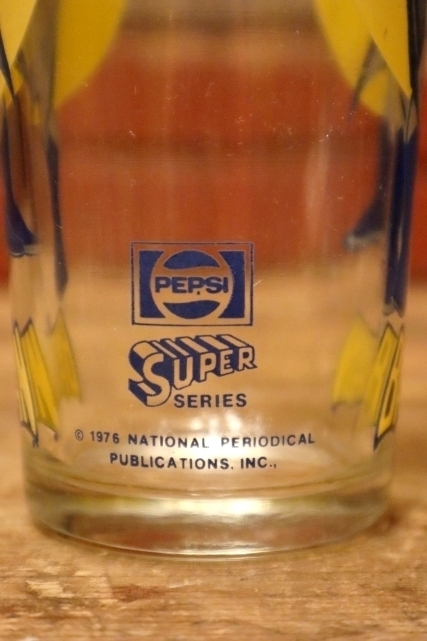 PEPSI
SUPER
SERIES
© 1976 NATIONAL PERIODICAL
PUBLICATIONS. INC.,